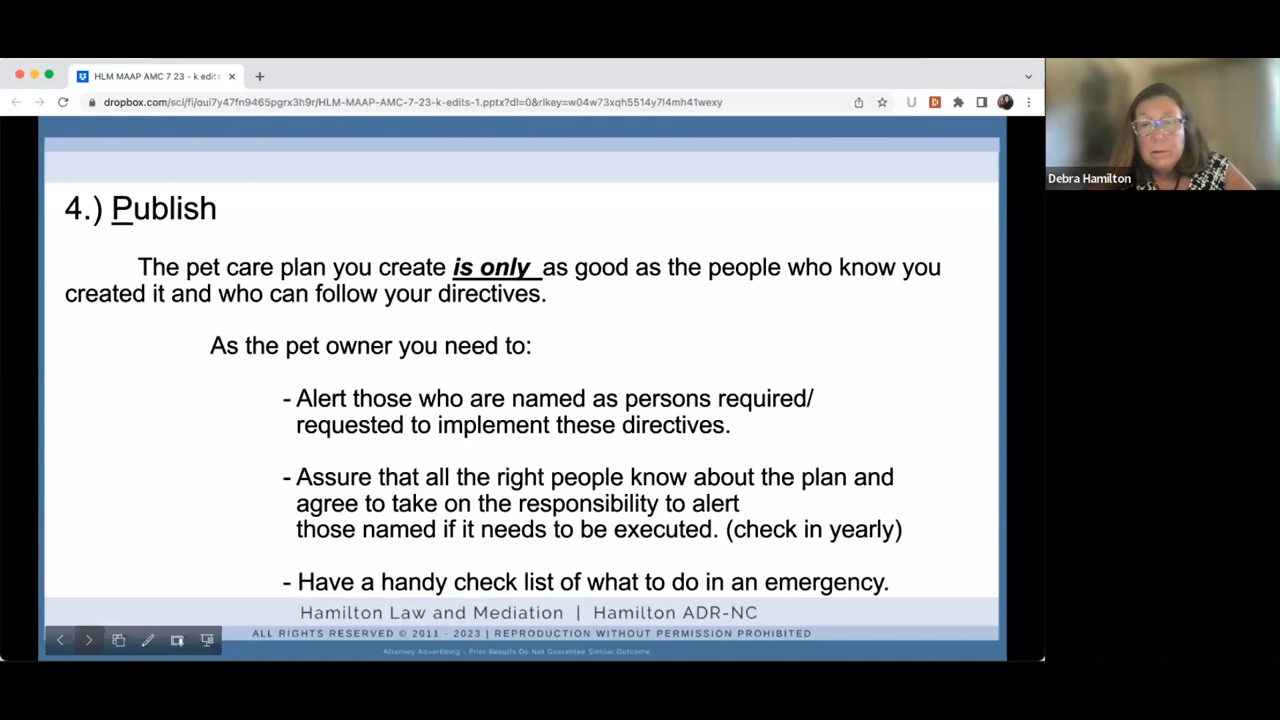 HLM MAAP AMC 7 23 - k edits
dropbox.com/scl/fi/oui7y47fn9465pgrx3h9r/HLM-MAAP-AMC-7-23-k-edits-1.pptx?dl=0&rlkey=w04w73xqh5514y7l4mh41wexy
Debra Hamilton
4.) Publish
The pet care plan you create is only as good as the people who know you
created it and who can follow your directives.
As the pet owner you need to:
- Alert those who are named as persons required/
requested to implement these directives.
- Assure that all the right people know about the plan and
agree to take on the responsibility to alert
those named if it needs to be executed. (check in yearly)
- Have a handy check list of what to do in an emergency.
Hamilton Law and Mediation | Hamilton ADR-NC
ALL RIGHTS RESERVED © 2011 - 2023 | REPRODUCTION WITHOUT PERMISSION PROHIBITED
Attorney Advertising - Prior Results Do Not Guarantee Similar Outcome